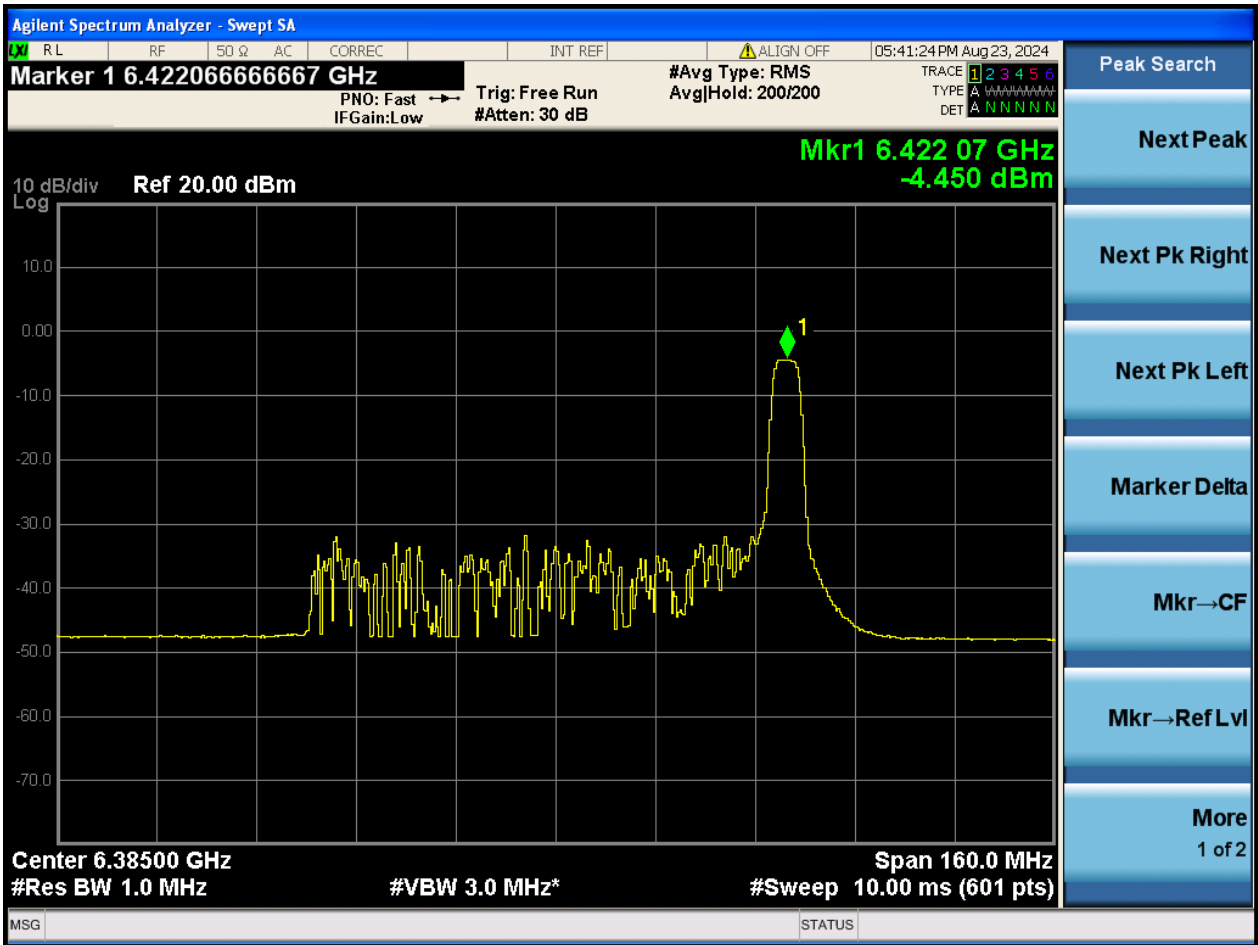 Agilent Spectrum Analyzer - Swept SA
LXI RL RF 50 Ω AC CORREC INT REF ALIGN OFF 05:41:24 PM Aug 23, 2024
Marker 1 6.422066666667 GHz
PNO: Fast
IFGain:Low
Trig: Free Run
#Atten: 30 dB
#Avg Type: RMS
Avg|Hold: 200/200
TRACE 1 2 3 4 5 6
TYPE A WWWWW
DET A N N N N N
Mkr1 6.422 07 GHz
-4.450 dBm
10 dB/div Ref 20.00 dBm
Log
10.0
0.00
-10.0
-20.0
-30.0
-40.0
-50.0
-60.0
-70.0
1
Center 6.38500 GHz Span 160.0 MHz
#Res BW 1.0 MHz #VBW 3.0 MHz* #Sweep 10.00 ms (601 pts)
MSG STATUS
Peak Search
Next Peak
Next Pk Right
Next Pk Left
Marker Delta
Mkr→CF
Mkr→Ref Lvl
More
1 of 2